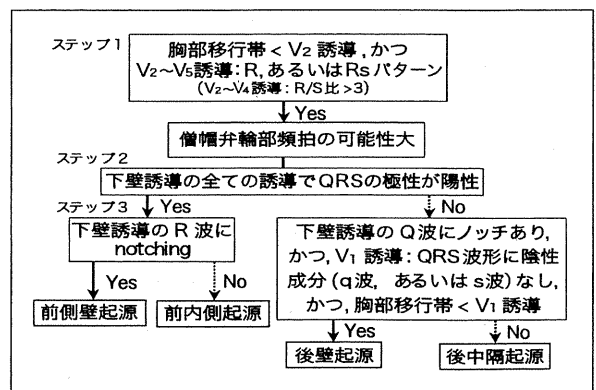 ステップ1
胸部移行帯<V2誘導,かつ
V2~V5誘導:R,あるいはRsパターン
(V2~V4誘導:R/S比>3)
Yes
僧帽弁輪部頻拍の可能性大
ステップ2
下壁誘導の全ての誘導でQRSの極性が陽性
ステップ3
Yes
No
下壁誘導のR波に
notching
Yes
No
前側壁起源
前内側起源
下壁誘導のQ波にノッチあり,
かつ,V1誘導:QRS波形に陰性
成分(q波,あるいはs波)なし,
かつ,胸部移行帯<V1誘導
Yes
No
後壁起源
後中隔起源